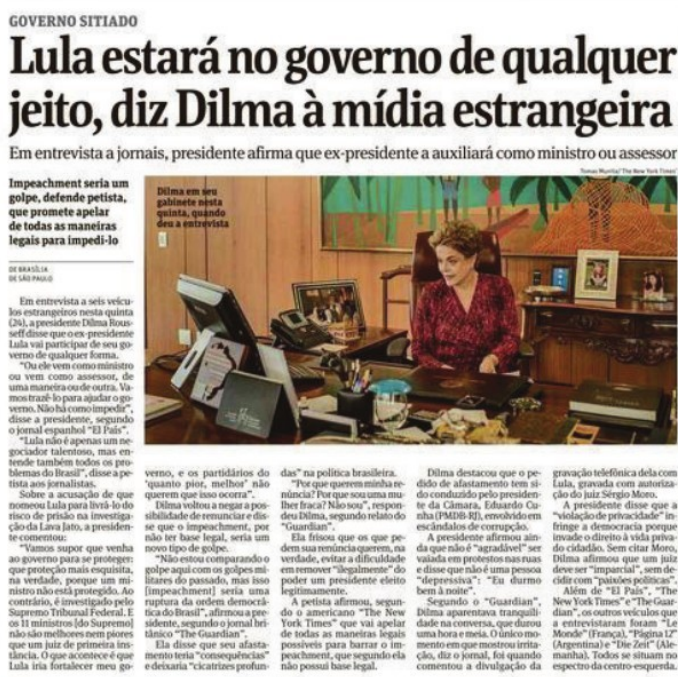 GOVERNO SITIADO
Lula estará no governo de qualquer
jeito, diz Dilma à mídia estrangeira
Em entrevista a jornais, presidente afirma que ex-presidente a auxiliará como ministro ou assessor
Tomas Munita/The New York Times
Impeachment seria um
golpe, defende petista,
que promete apelar
de todas as maneiras
legais para impedi-lo
Dilma em seu
gabinete nesta
quinta, quando
deu a entrevista
DE BRASÍLIA
DE SÃO PAULO
Em entrevista a seis veícu-
los estrangeiros nesta quinta
(24), a presidente Dilma Rous-
seff disse que o ex-presidente
Lula vai participar de seu go-
verno de qualquer forma.
“Ou ele vem como ministro
ou vem como assessor, de
uma maneira ou de outra. Va-
mos trazê-lo para ajudar o go-
verno. Não há como impedir”,
disse a presidente, segundo
o jornal espanhol “El País”.
“Lula não é apenas um ne-
gociador talentoso, mas en-
tende também todos os pro-
blemas do Brasil”, disse a pe-
tista aos jornalistas.
Sobre a acusação de que
nomeou Lula para livrá-lo do
risco de prisão na investiga-
ção da Lava Jato, a presiden-
te comentou:
“Vamos supor que venha
ao governo para se proteger:
que proteção mais esquisita,
na verdade, porque um mi-
nistro não está protegido. Ao
contrário, é investigado pelo
Supremo Tribunal Federal. E
os 11 ministros [do Supremo]
não são melhores nem piores
que um juiz de primeira ins-
tância. O que acontece é que
Lula iria fortalecer meu go-
verno, e os partidários do
‘quanto pior, melhor’ não
querem que isso ocorra”.
Dilma voltou a negar a pos-
sibilidade de renunciar e dis-
se que o impeachment, por
não ter base legal, seria um
novo tipo de golpe.
“Não estou comparando o
golpe aqui com os golpes mi-
litares do passado, mas isso
[impeachment] seria uma
ruptura da ordem democrá-
tica do Brasil”, afirmou a pre-
sidente, segundo o jornal bri-
tânico “The Guardian”.
Ela disse que seu afasta-
mento teria “consequências”
e deixaria “cicatrizes profun-
das” na política brasileira.
“Por que querem minha re-
núncia? Por que sou uma mu-
lher fraca? Não sou”, respon-
deu Dilma, segundo relato do
“Guardian”.
Ela frisou que os que pe-
dem sua renúncia querem, na
verdade, evitar a dificuldade
em remover “ilegalmente” do
poder um presidente eleito
legitimamente.
A petista afirmou, segun-
do o americano “The New
York Times” que vai apelar
de todas as maneiras legais
possíveis para barrar o im-
peachment, que segundo ela
não possui base legal.
Dilma destacou que o pe-
dido de afastamento tem si-
do conduzido pelo presidente
da Câmara, Eduardo Cu-
nha (PMDB-RJ), envolvido em
escândalos de corrupção.
A presidente afirmou ain-
da que não é “agradável” ser
vaiada em protestos nas ruas
e disse que não é uma pessoa
“depressiva”: “Eu durmo
bem à noite”.
Segundo o “Guardian”,
Dilma aparentava tranquili-
dade na conversa, que durou
uma hora e meia. O único mo-
mento em que mostrou irrita-
ção, diz o jornal, foi quando
comentou a divulgação da
gravação telefônica dela com
Lula, gravada com autoriza-
ção do juiz Sérgio Moro.
A presidente disse que a
“violação de privacidade” in-
fringe a democracia porque
invade o direito à vida priva-
da do cidadão. Sem citar Moro,
Dilma afirmou que um juiz
deve ser “imparcial”, sem de-
cidir com “paixões políticas”.
Além de “El País”, “The
New York Times” e “The Guar-
dian”, os outros veículos que
a entrevistaram foram “Le
Monde” (França), “Página 12”
(Argentina) e “Die Zeit” (Ale-
manha). Todos se situam no
espectro da centro-esquerda.